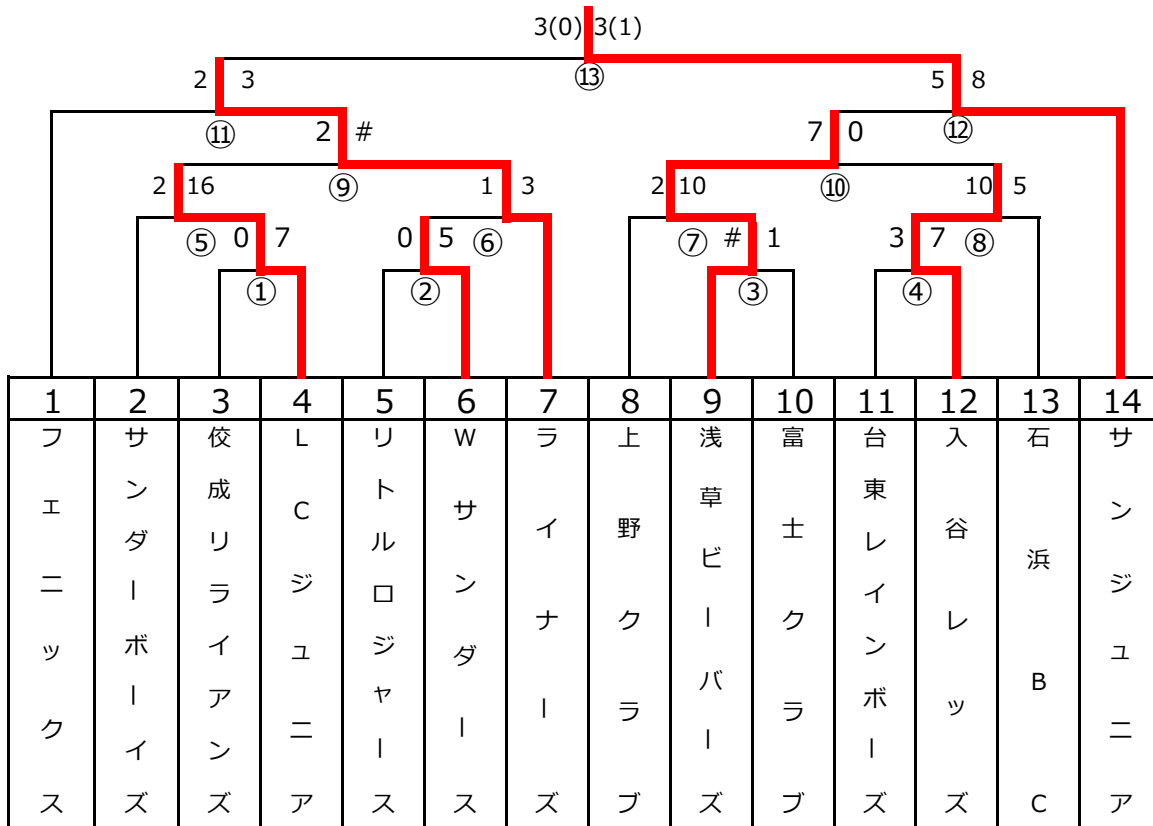 3(0) 3(1)
⑬
2 3 5 8
⑪ 2 # 7 0 ⑫
2 16 ⑨ 1 3 2 10 ⑩ 10 5
⑤ 0 7 0 5 ⑥ ⑦ # 1 3 7 ⑧
① ② ③ ④
1 2 3 4 5 6 7 8 9 10 11 12 13 14
フェニックス
サンダーボーイズ
佼成リライアンズ
LCジュニア
リトルロジャース
Wサンダース
ライナーズ
上野クラブ
浅草ビーバーズ
富士クラブ
台東レインボーズ
入谷レッズ
石浜BC
サンジュニア